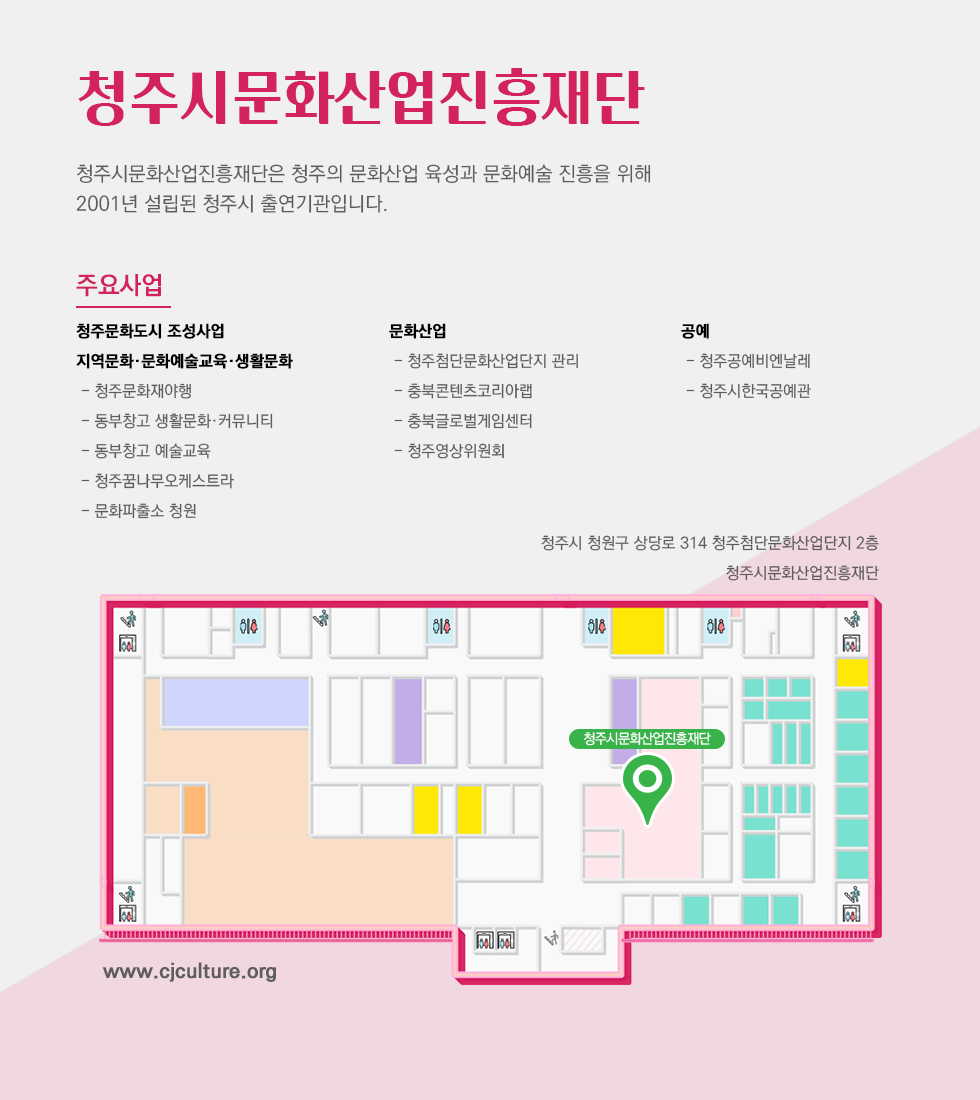 청주시문화산업진흥재단
청주시문화산업진흥재단은 청주의 문화산업 육성과 문화예술 진흥을 위해
2001년 설립된 청주시 출연기관입니다.
주요사업
청주문화도시 조성사업
지역문화·문화예술교육·생활문화
– 청주문화재야행
– 동부창고 생활문화·커뮤니티
– 동부창고 예술교육
– 청주꿈나무오케스트라
– 문화파출소 청원
문화산업
– 청주첨단문화산업단지 관리
– 충북콘텐츠코리아랩
– 충북글로벌게임센터
– 청주영상위원회
공예
– 청주공예비엔날레
– 청주시한국공예관
청주시 청원구 상당로 314 청주첨단문화산업단지 2층
청주시문화산업진흥재단
청주시문화산업진흥재단
www.cjculture.org